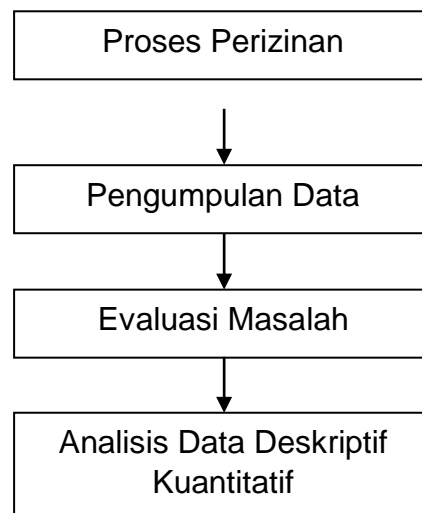 Proses Perizinan
Pengumpulan Data
Evaluasi Masalah
Analisis Data Deskriptif
Kuantitatif